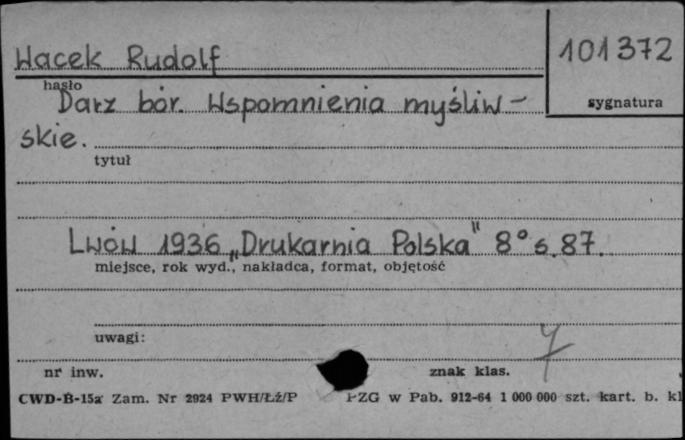 Wacek Rudolf
101372
hasło
sygnatura
Darz bór. Wspomnienia myśliw-
skie.
tytuł
Lwów 1936 „Drukarnia Polska" 8° s. 87.
miejsce, rok wyd., nakładca, format, objętość
uwagi:
nr inw.
znak klas.
CWD-B-15a Zam. Nr 2924 PWH/Łź/P PZG w Pab. 912-64 1 000 000 szt. kart. b. kl